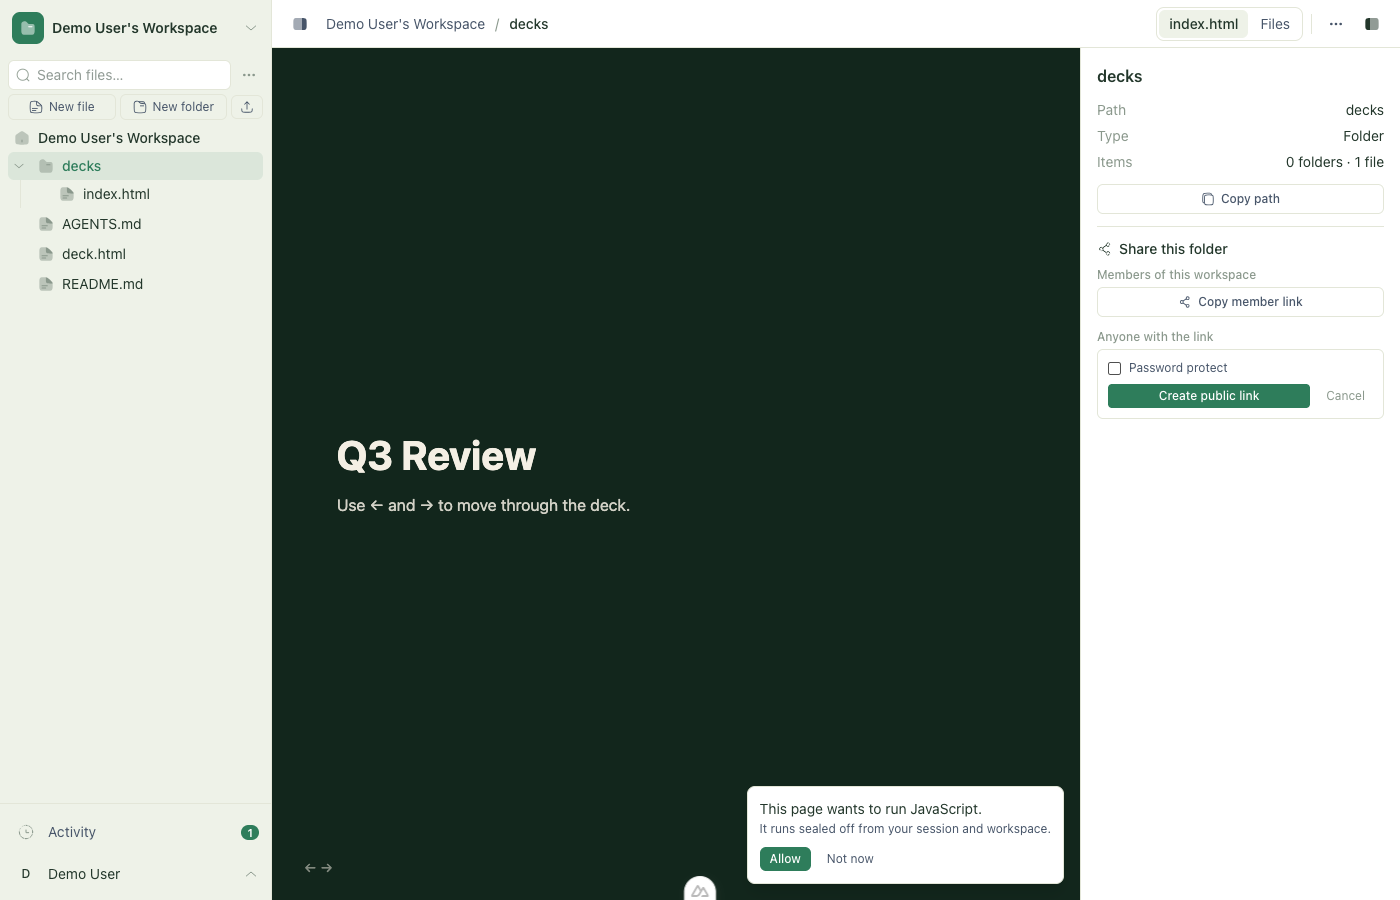 Demo User's Workspace
Search files...
New file
New folder
Demo User's Workspace
decks
index.html
AGENTS.md
deck.html
README.md
Activity
1
D
Demo User
Demo User's Workspace / decks
index.html
Files
Q3 Review
Use ← and → to move through the deck.
← →
This page wants to run JavaScript.
It runs sealed off from your session and workspace.
Allow
Not now
decks
Path decks
Type Folder
Items 0 folders · 1 file
Copy path
Share this folder
Members of this workspace
Copy member link
Anyone with the link
Password protect
Create public link
Cancel